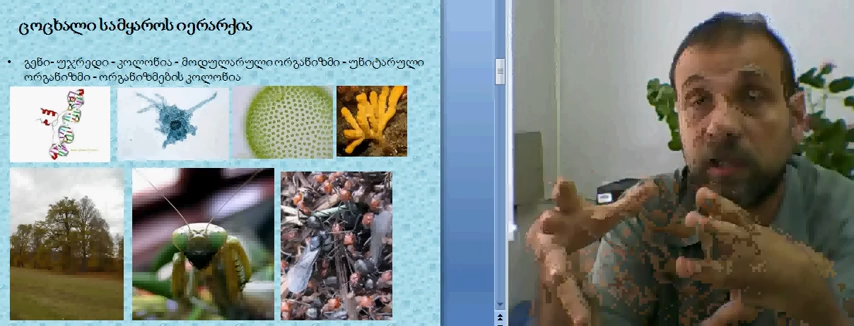 ცოცხალი სამყაროს იერარქია
• გენი- უჯრედი - კოლონია - მოდულარული ორგანიზმი - უნიტარული
ორგანიზმი - ორგანიზმების კოლონია